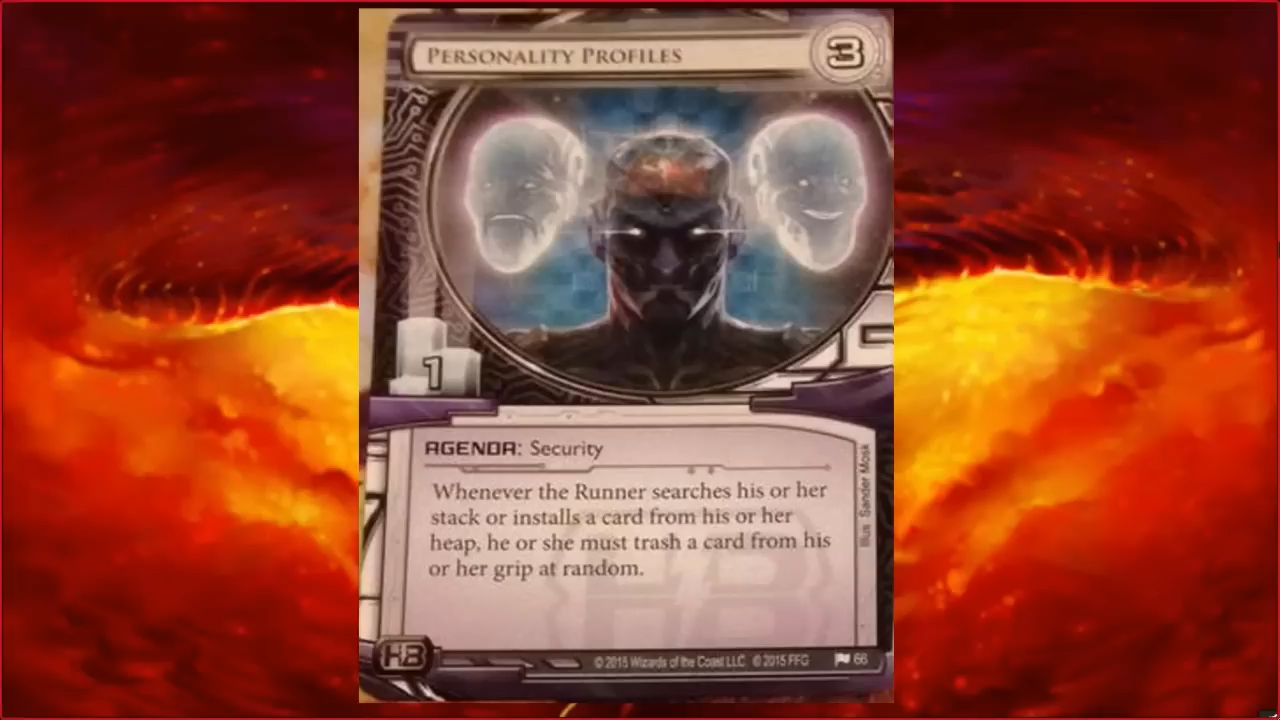 PERSONALITY PROFILES
3
1
AGENDA: Security
Whenever the Runner searches his or her
stack or installs a card from his or her
heap, he or she must trash a card from his
or her grip at random.
Illus Sander Mosk
HB
© 2015 Wizards of the Coast LLC © 2015 FFG 66